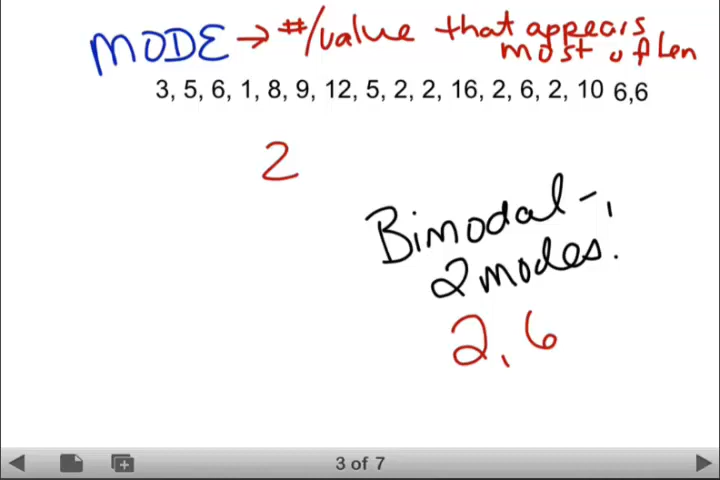 MODE → #/value that appears
most often
3, 5, 6, 1, 8, 9, 12, 5, 2, 2, 16, 2, 6, 2, 10 6,6
2
Bimodal -
2 modes.
2, 6
3 of 7